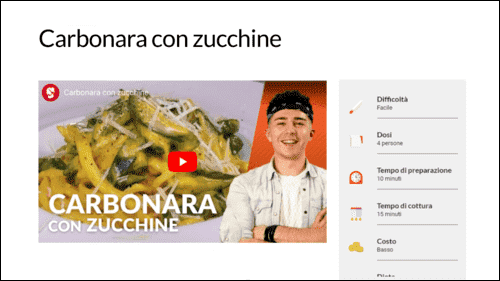 Carbonara con zucchine
Carbonara con zucchine
CARBONARA
CON ZUCCHINE
Difficoltà
Facile
Dosi
4 persone
Tempo di preparazione
10 minuti
Tempo di cottura
15 minuti
Costo
Basso